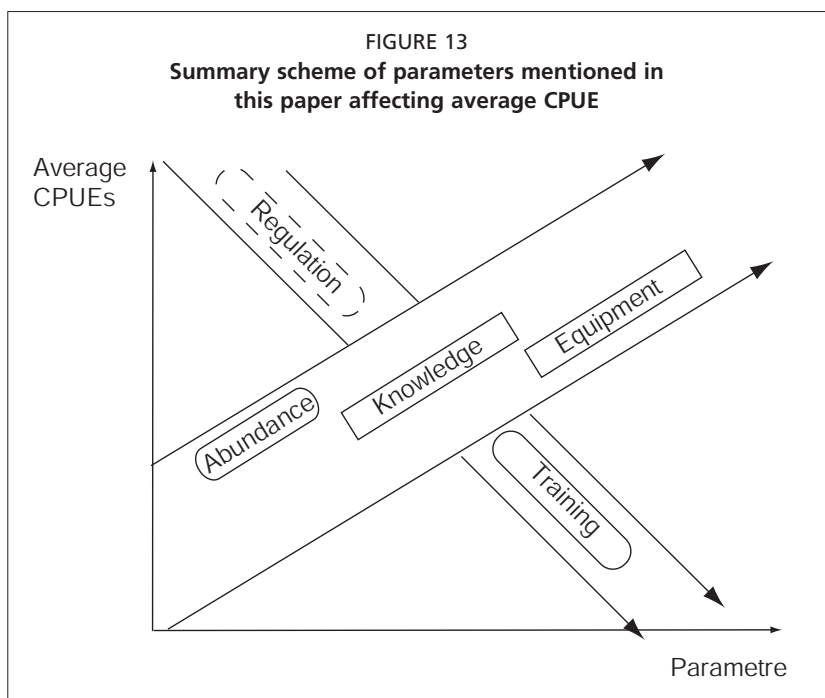 FIGURE 13
Summary scheme of parameters mentioned in
this paper affecting average CPUE
Average
CPUEs
Regulation
Equipment
Knowledge
Abundance
Training
Parametre